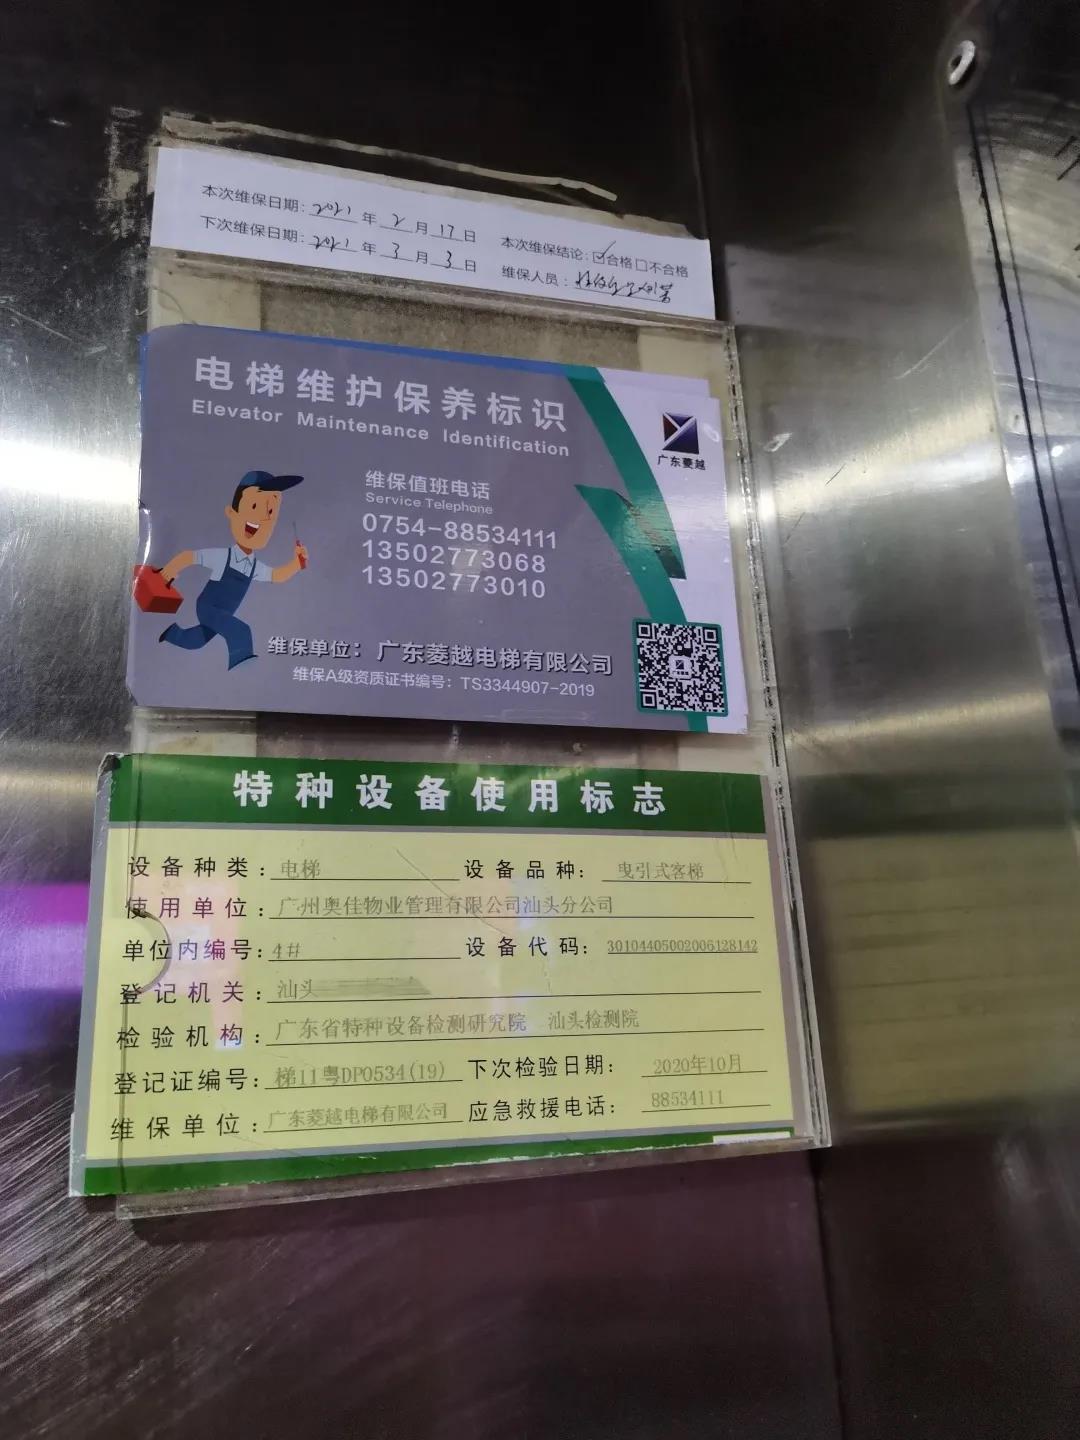 本次维保日期: 2021 年 2 月 17 日
下次维保日期: 2021 年 3 月 3 日
本次维保结论: ☑合格□不合格
维保人员:
电梯维护保养标识
Elevator Maintenance Identification
广东菱越
维保值班电话
Service Telephone
0754-88534111
13502773068
13502773010
维保单位: 广东菱越电梯有限公司
维保A级资质证书编号: TS3344907-2019
特种设备使用标志
设备种类: 电梯 设备品种: 曳引式客梯
使用单位: 广州奥佳物业管理有限公司汕头分公司
单位内编号: 4# 设备代码: 30104405002006128142
登记机关: 汕头
检验机构: 广东省特种设备检测研究院 汕头检测院
登记证编号: 梯11粤DP0534(19) 下次检验日期: 2020年10月
维保单位: 广东菱越电梯有限公司 应急救援电话: 88534111